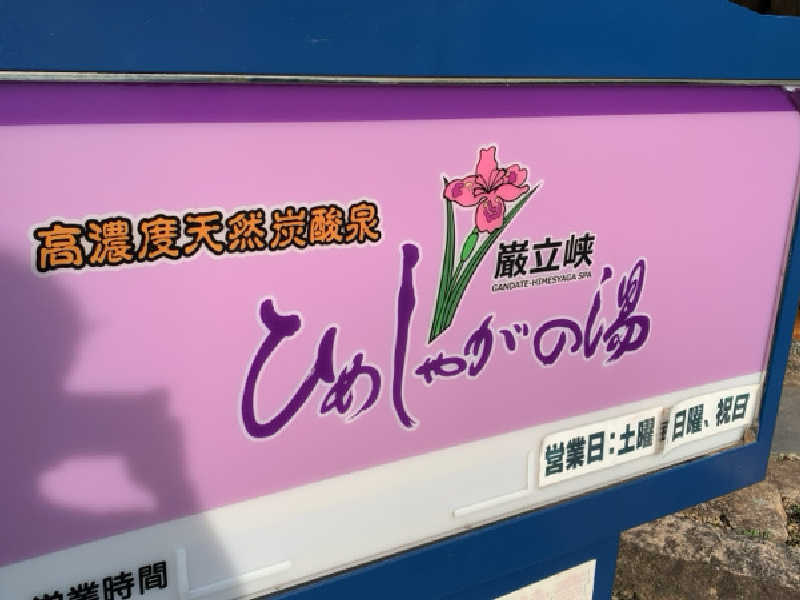 高濃度天然炭酸泉
巌立峡
GANDATE-HIMESYAGA SPA
ひめしゃがの湯
営業日:土曜 日曜、祝日
営業時間